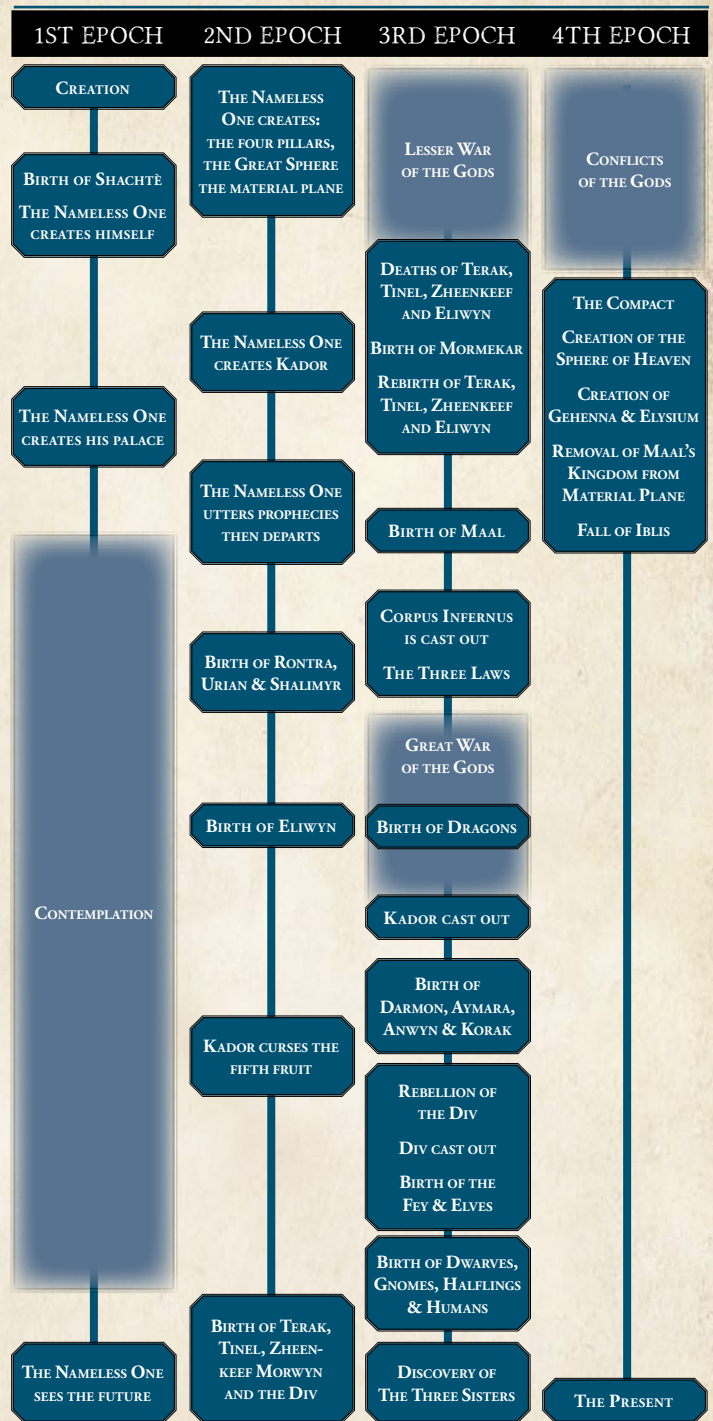 1ST EPOCH
2ND EPOCH
3RD EPOCH
4TH EPOCH
CREATION
BIRTH OF SHACHTÈ
THE NAMELESS ONE
CREATES HIMSELF
THE NAMELESS ONE
CREATES HIS PALACE
CONTEMPLATION
THE NAMELESS ONE
SEES THE FUTURE
THE NAMELESS
ONE CREATES:
THE FOUR PILLARS,
THE GREAT SPHERE
THE MATERIAL PLANE
THE NAMELESS ONE
CREATES KADOR
THE NAMELESS ONE
UTTERS PROPHECIES
THEN DEPARTS
BIRTH OF RONTRA,
URIAN & SHALIMYR
BIRTH OF ELIWYN
KADOR CURSES THE
FIFTH FRUIT
BIRTH OF TERAK,
TINEL, ZHEEN-
KEEF MORWYN
AND THE DIV
LESSER WAR
OF THE GODS
DEATHS OF TERAK,
TINEL, ZHEENKEEF
AND ELIWYN
BIRTH OF MORMEKAR
REBIRTH OF TERAK,
TINEL, ZHEENKEEF
AND ELIWYN
BIRTH OF MAAL
CORPUS INFERNUS
IS CAST OUT
THE THREE LAWS
GREAT WAR
OF THE GODS
BIRTH OF DRAGONS
KADOR CAST OUT
BIRTH OF
DARMON, AYMARA,
ANWYN & KORAK
REBELLION OF
THE DIV
DIV CAST OUT
BIRTH OF THE
FEY & ELVES
BIRTH OF DWARVES,
GNOMES, HALFLINGS
& HUMANS
DISCOVERY OF
THE THREE SISTERS
CONFLICTS
OF THE GODS
THE COMPACT
CREATION OF THE
SPHERE OF HEAVEN
CREATION OF
GEHENNA & ELYSIUM
REMOVAL OF MAAL'S
KINGDOM FROM
MATERIAL PLANE
FALL OF IBLIS
THE PRESENT